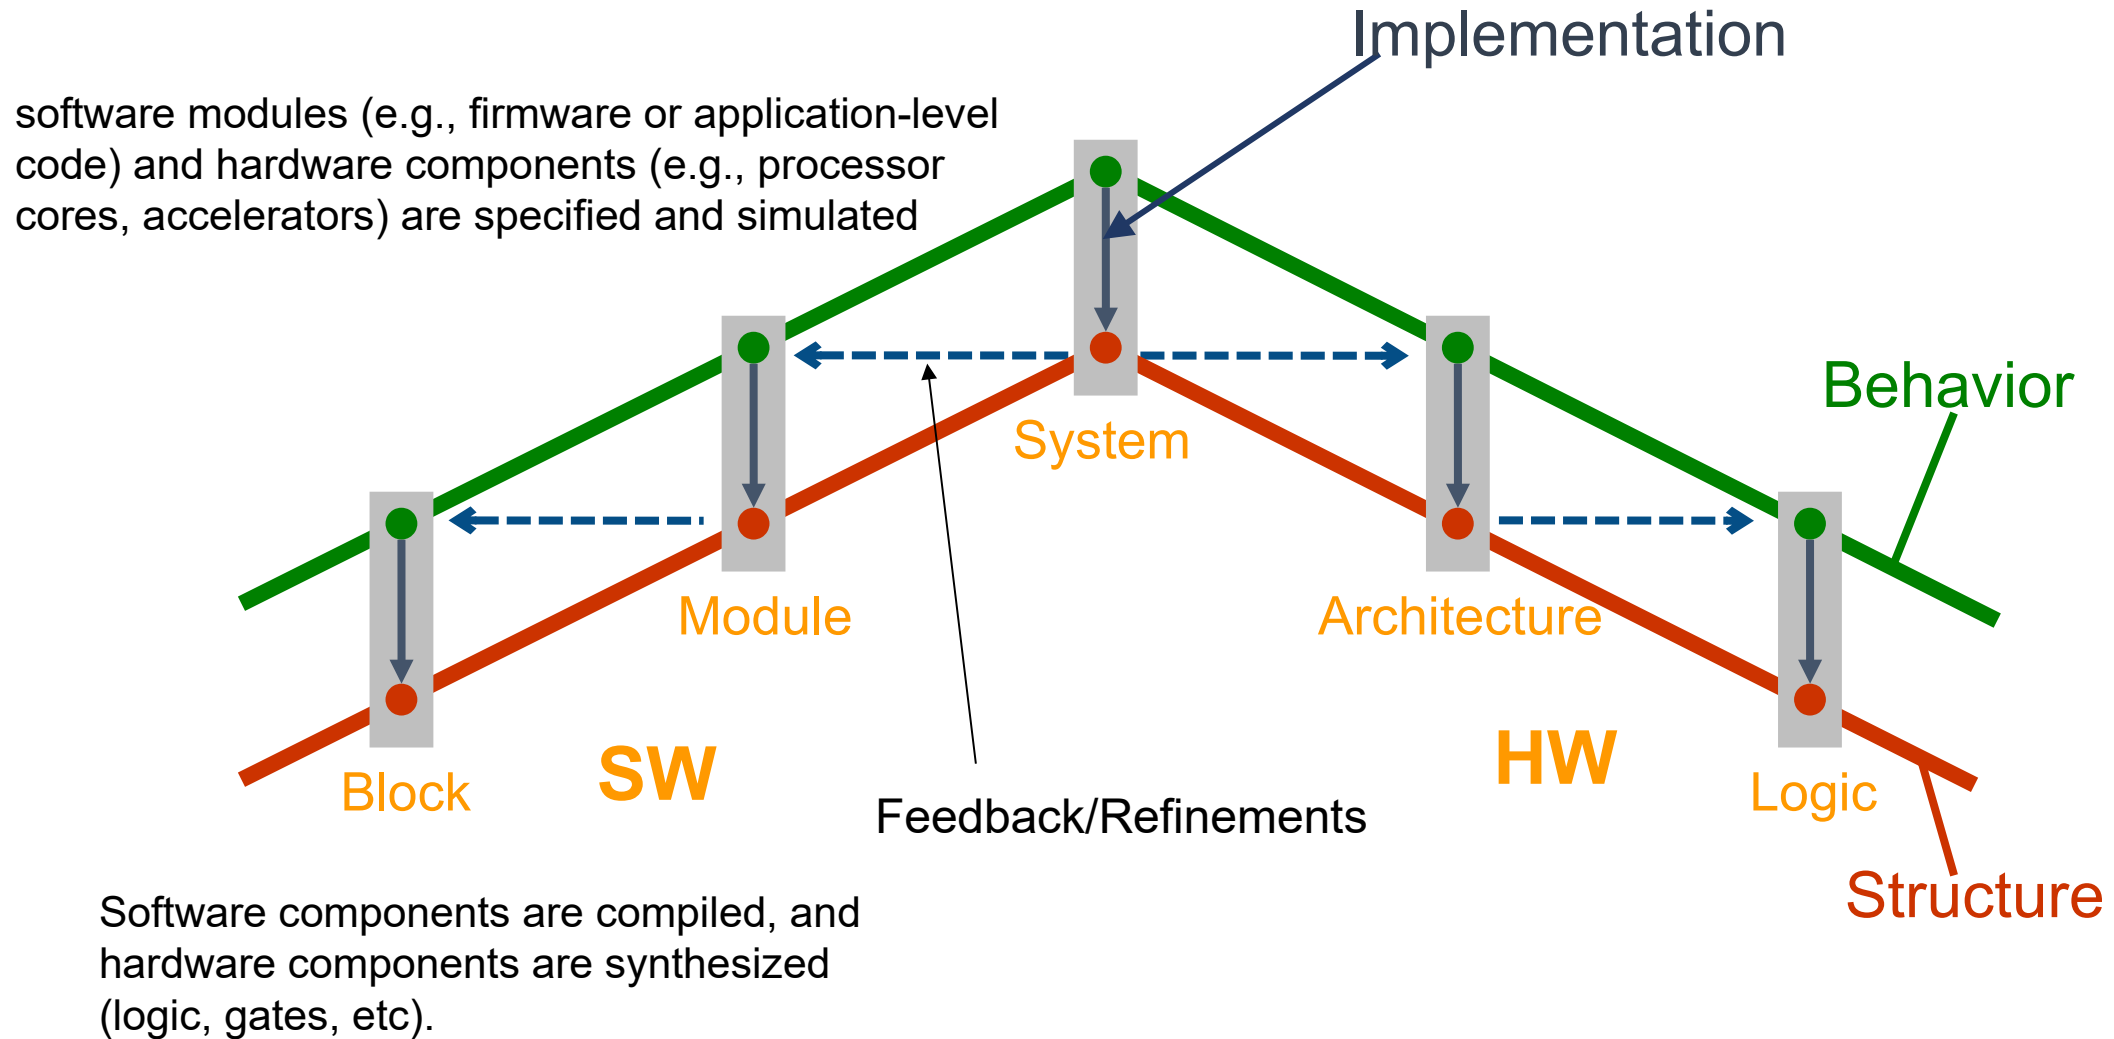 Implementation
software modules (e.g., firmware or application-level
code) and hardware components (e.g., processor
cores, accelerators) are specified and simulated
Behavior
System
Module
Architecture
SW
HW
Block
Logic
Feedback/Refinements
Structure
Software components are compiled, and
hardware components are synthesized
(logic, gates, etc).